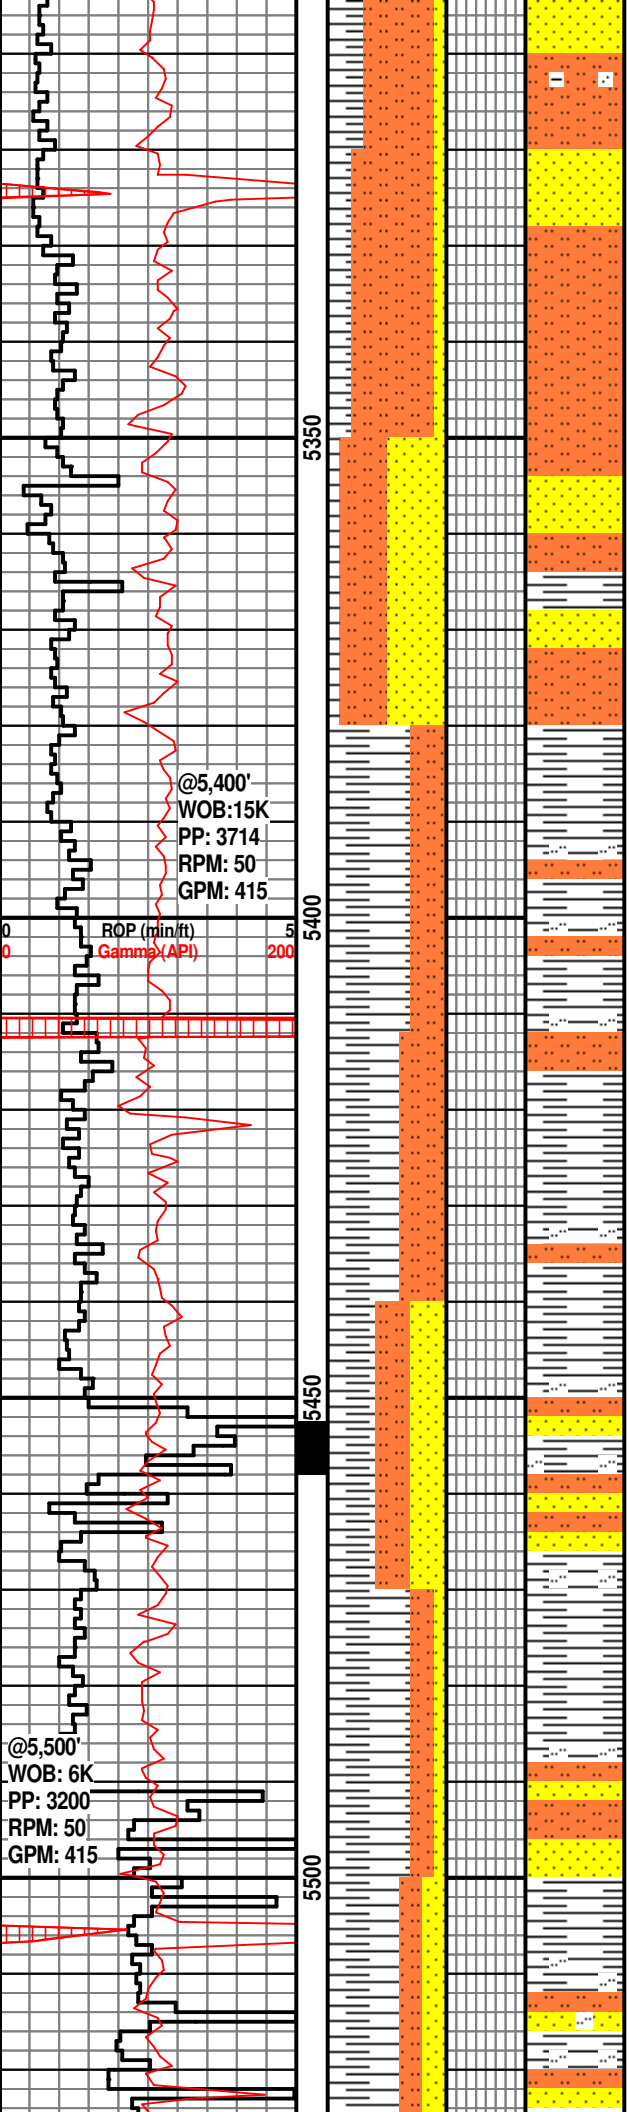 5350
@5,400'
WOB:15K
PP: 3714
RPM: 50
GPM: 415
5400
0 ROP (min/ft) 5
0 Gamma (API) 200
5450
@5,500'
WOB: 6K
PP: 3200
RPM: 50
GPM: 415
5500